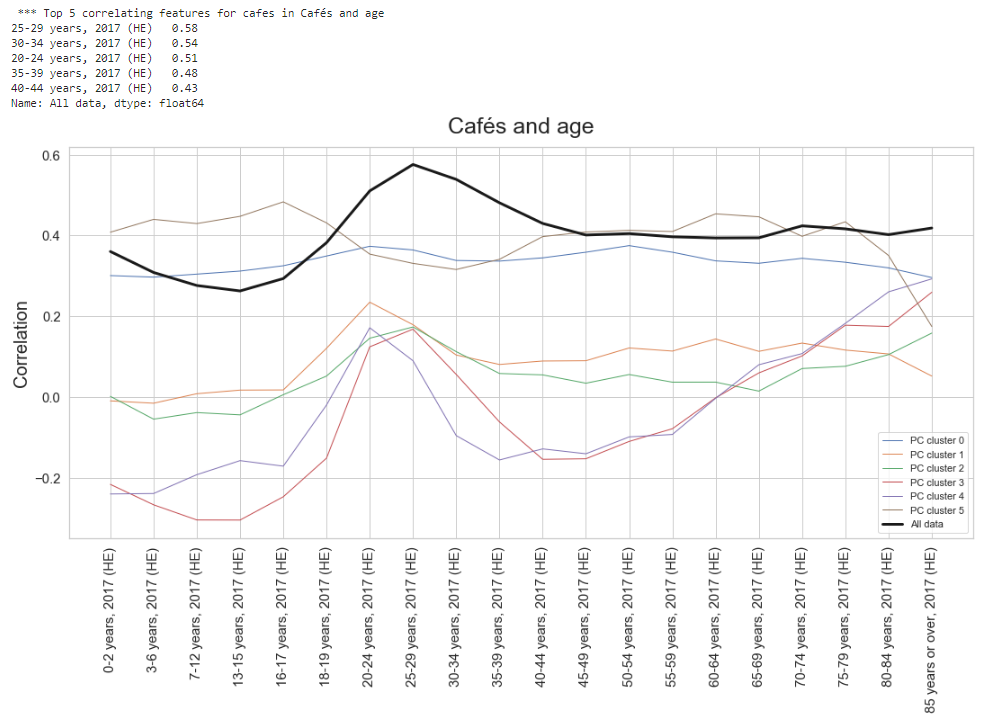 *** Top 5 correlating features for cafes in Cafés and age
25-29 years, 2017 (HE) 0.58
30-34 years, 2017 (HE) 0.54
20-24 years, 2017 (HE) 0.51
35-39 years, 2017 (HE) 0.48
40-44 years, 2017 (HE) 0.43
Name: All data, dtype: float64
Cafés and age
0.6
0.4
0.2
0.0
−0.2
Correlation
PC cluster 0
PC cluster 1
PC cluster 2
PC cluster 3
PC cluster 4
PC cluster 5
All data
0-2 years, 2017 (HE)
3-6 years, 2017 (HE)
7-12 years, 2017 (HE)
13-15 years, 2017 (HE)
16-17 years, 2017 (HE)
18-19 years, 2017 (HE)
20-24 years, 2017 (HE)
25-29 years, 2017 (HE)
30-34 years, 2017 (HE)
35-39 years, 2017 (HE)
40-44 years, 2017 (HE)
45-49 years, 2017 (HE)
50-54 years, 2017 (HE)
55-59 years, 2017 (HE)
60-64 years, 2017 (HE)
65-69 years, 2017 (HE)
70-74 years, 2017 (HE)
75-79 years, 2017 (HE)
80-84 years, 2017 (HE)
85 years or over, 2017 (HE)